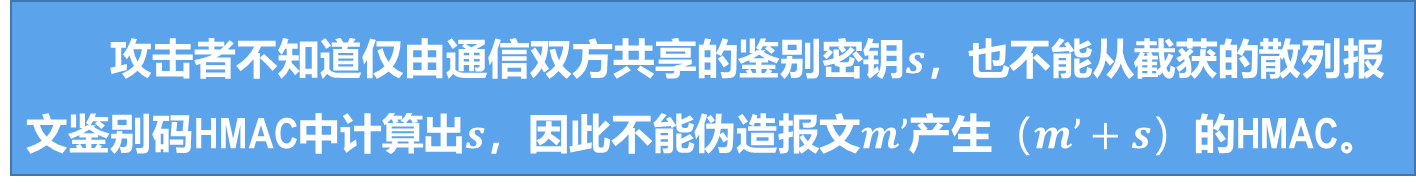 攻击者不知道仅由通信双方共享的鉴别密钥s，也不能从截获的散列报
文鉴别码HMAC中计算出s，因此不能伪造报文m’产生（m’ + s）的HMAC。